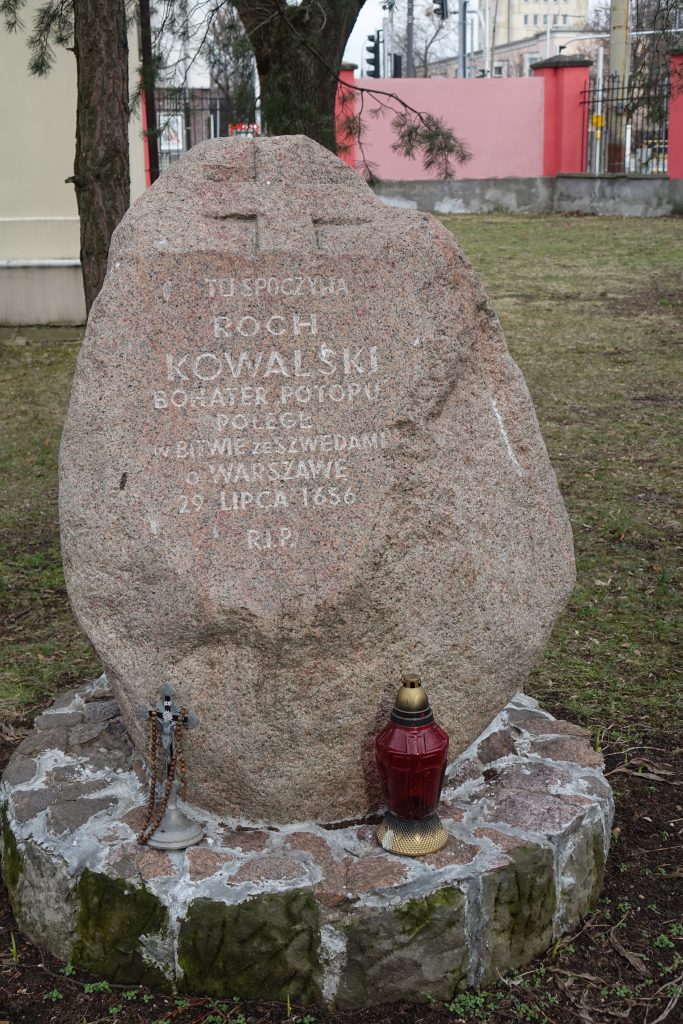 TU SPOCZYWA
ROCH
KOWALSKI
BOHATER POTOPU
POLEGŁ
W BITWIE ZE SZWEDAMI
O WARSZAWĘ
29 LIPCA 1656
R.I.P.